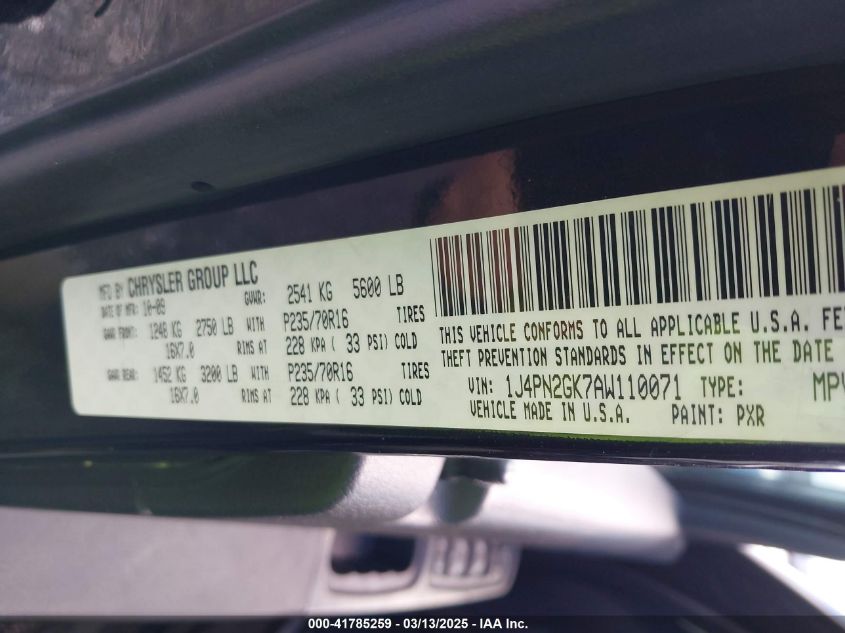 MFD BY CHRYSLER GROUP LLC
DATE OF MFR: 10-09 GVWR: 2541 KG 5600 LB
GAWR FRONT: 1248 KG 2750 LB WITH P235/70R16 TIRES
16X7.0 RIMS AT 228 KPA ( 33 PSI) COLD
GAWR REAR: 1452 KG 3200 LB WITH P235/70R16 TIRES
16X7.0 RIMS AT 228 KPA ( 33 PSI) COLD
THIS VEHICLE CONFORMS TO ALL APPLICABLE U.S.A. FE
THEFT PREVENTION STANDARDS IN EFFECT ON THE DATE
VIN: 1J4PN2GK7AW110071 TYPE: MPV
VEHICLE MADE IN U.S.A. PAINT: PXR
000-41785259 - 03/13/2025 - IAA Inc.